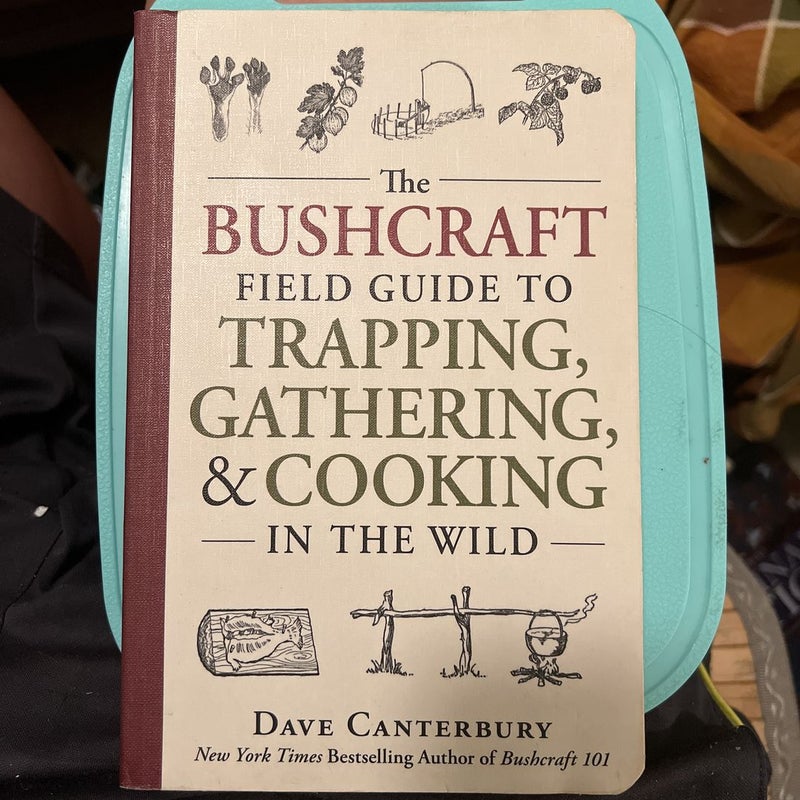 The
BUSHCRAFT
FIELD GUIDE TO
TRAPPING,
GATHERING,
& COOKING
IN THE WILD
DAVE CANTERBURY
New York Times Bestselling Author of Bushcraft 101